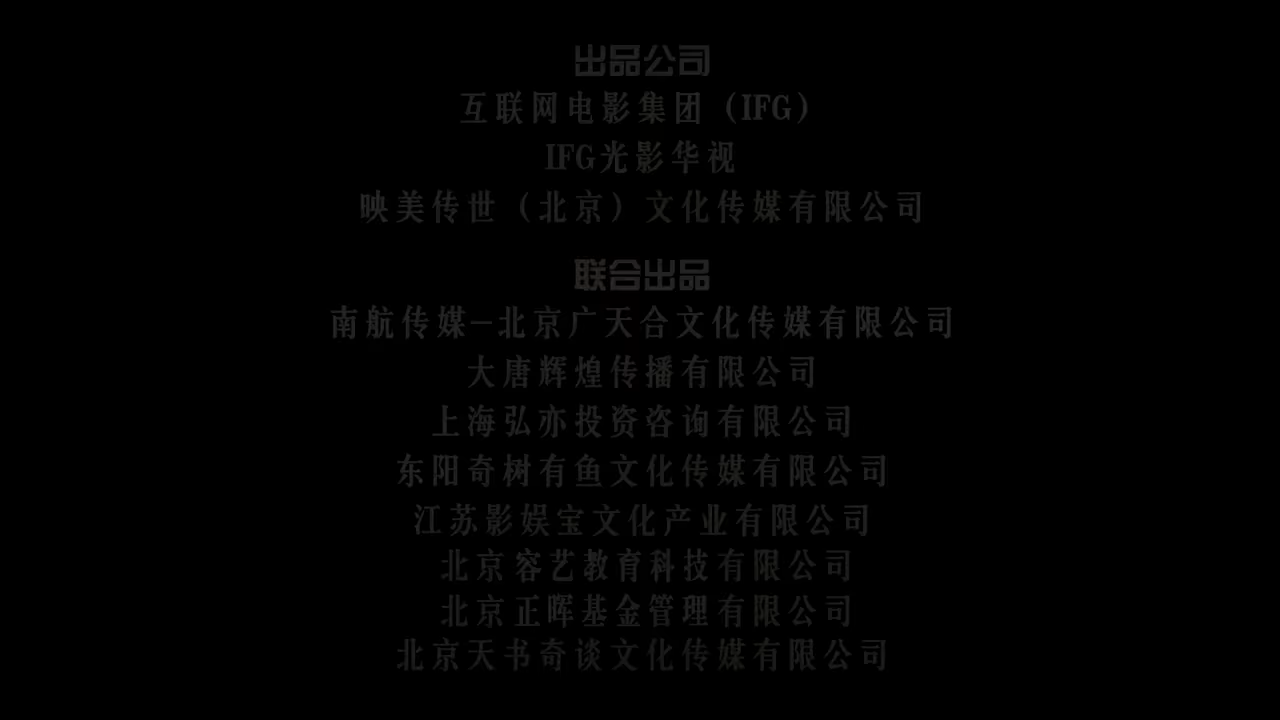 出品公司
互联网电影集团（IFG）
IFG光影华视
映美传世（北京）文化传媒有限公司
联合出品
南航传媒—北京广天合文化传媒有限公司
大唐辉煌传播有限公司
上海弘亦投资咨询有限公司
东阳奇树有鱼文化传媒有限公司
江苏影娱宝文化产业有限公司
北京容艺教育科技有限公司
北京正晖基金管理有限公司
北京天书奇谈文化传媒有限公司